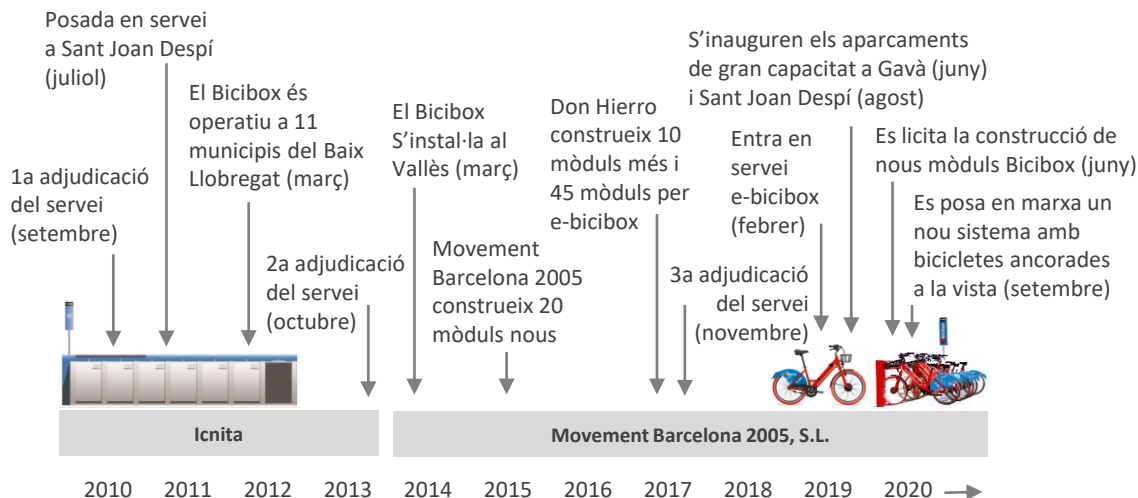 Posada en servei
a Sant Joan Despí
(juliol)
S’inauguren els aparcaments
de gran capacitat a Gavà (juny)
i Sant Joan Despí (agost)
El Bicibox és
operatiu a 11
municipis del Baix
Llobregat (març)
El Bicibox
S’instal·la al
Vallès (març)
Don Hierro
construeix 10
mòduls més i
45 mòduls per
e-bicibox
Entra en
servei
e-bicibox
(febrer)
Es licita la construcció de
nous mòduls Bicibox (juny)
1a adjudicació
del servei
(setembre)
Es posa en marxa un
nou sistema amb
bicicletes ancorades
a la vista (setembre)
2a adjudicació
del servei
(octubre)
Movement
Barcelona 2005
construeix 20
mòduls nous
3a adjudicació
del servei
(novembre)
Icnita
Movement Barcelona 2005, S.L.
2010 2011 2012 2013 2014 2015 2016 2017 2018 2019 2020